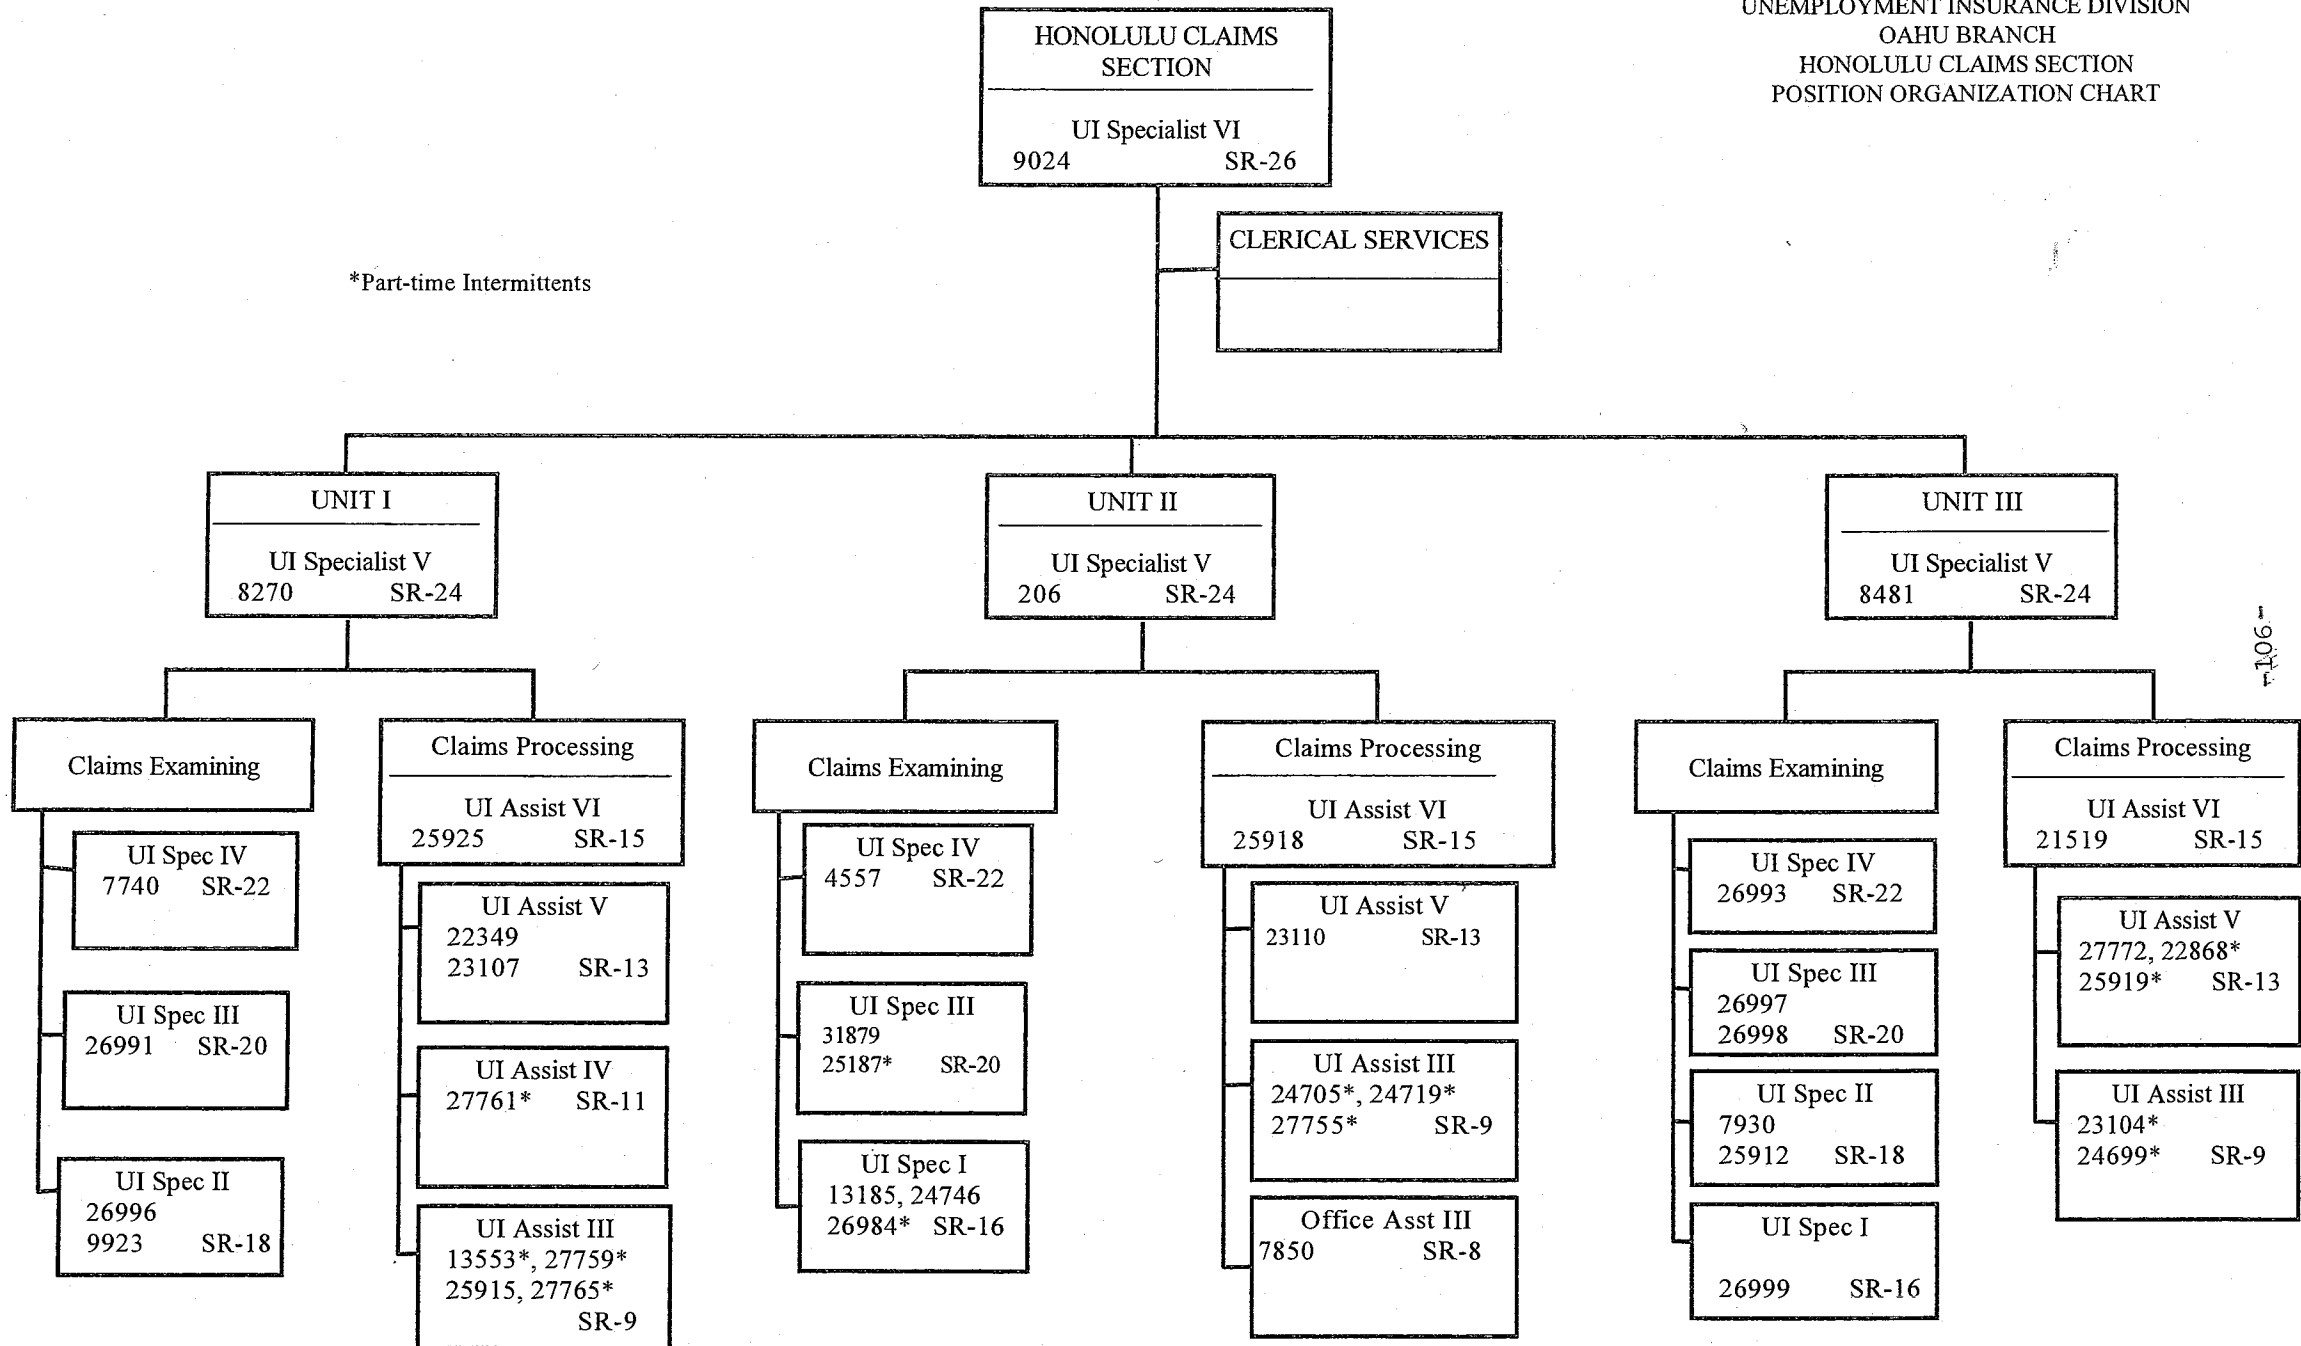 UNEMPLOYMENT INSURANCE DIVISION
OAHU BRANCH
HONOLULU CLAIMS SECTION
POSITION ORGANIZATION CHART
HONOLULU CLAIMS
SECTION
UI Specialist VI
9024 SR-26
CLERICAL SERVICES
*Part-time Intermittents
UNIT I
UI Specialist V
8270 SR-24
UNIT II
UI Specialist V
206 SR-24
UNIT III
UI Specialist V
8481 SR-24
-106-
Claims Examining
UI Spec IV
7740 SR-22
UI Spec III
26991 SR-20
UI Spec II
26996
9923 SR-18
Claims Processing
UI Assist VI
25925 SR-15
UI Assist V
22349
23107 SR-13
UI Assist IV
27761* SR-11
UI Assist III
13553*, 27759*
25915, 27765*
SR-9
Claims Examining
UI Spec IV
4557 SR-22
UI Spec III
31879
25187* SR-20
UI Spec I
13185, 24746
26984* SR-16
Claims Processing
UI Assist VI
25918 SR-15
UI Assist V
23110 SR-13
UI Assist III
24705*, 24719*
27755* SR-9
Office Asst III
7850 SR-8
Claims Examining
UI Spec IV
26993 SR-22
UI Spec III
26997
26998 SR-20
UI Spec II
7930
25912 SR-18
UI Spec I
26999 SR-16
Claims Processing
UI Assist VI
21519 SR-15
UI Assist V
27772, 22868*
25919* SR-13
UI Assist III
23104*
24699* SR-9